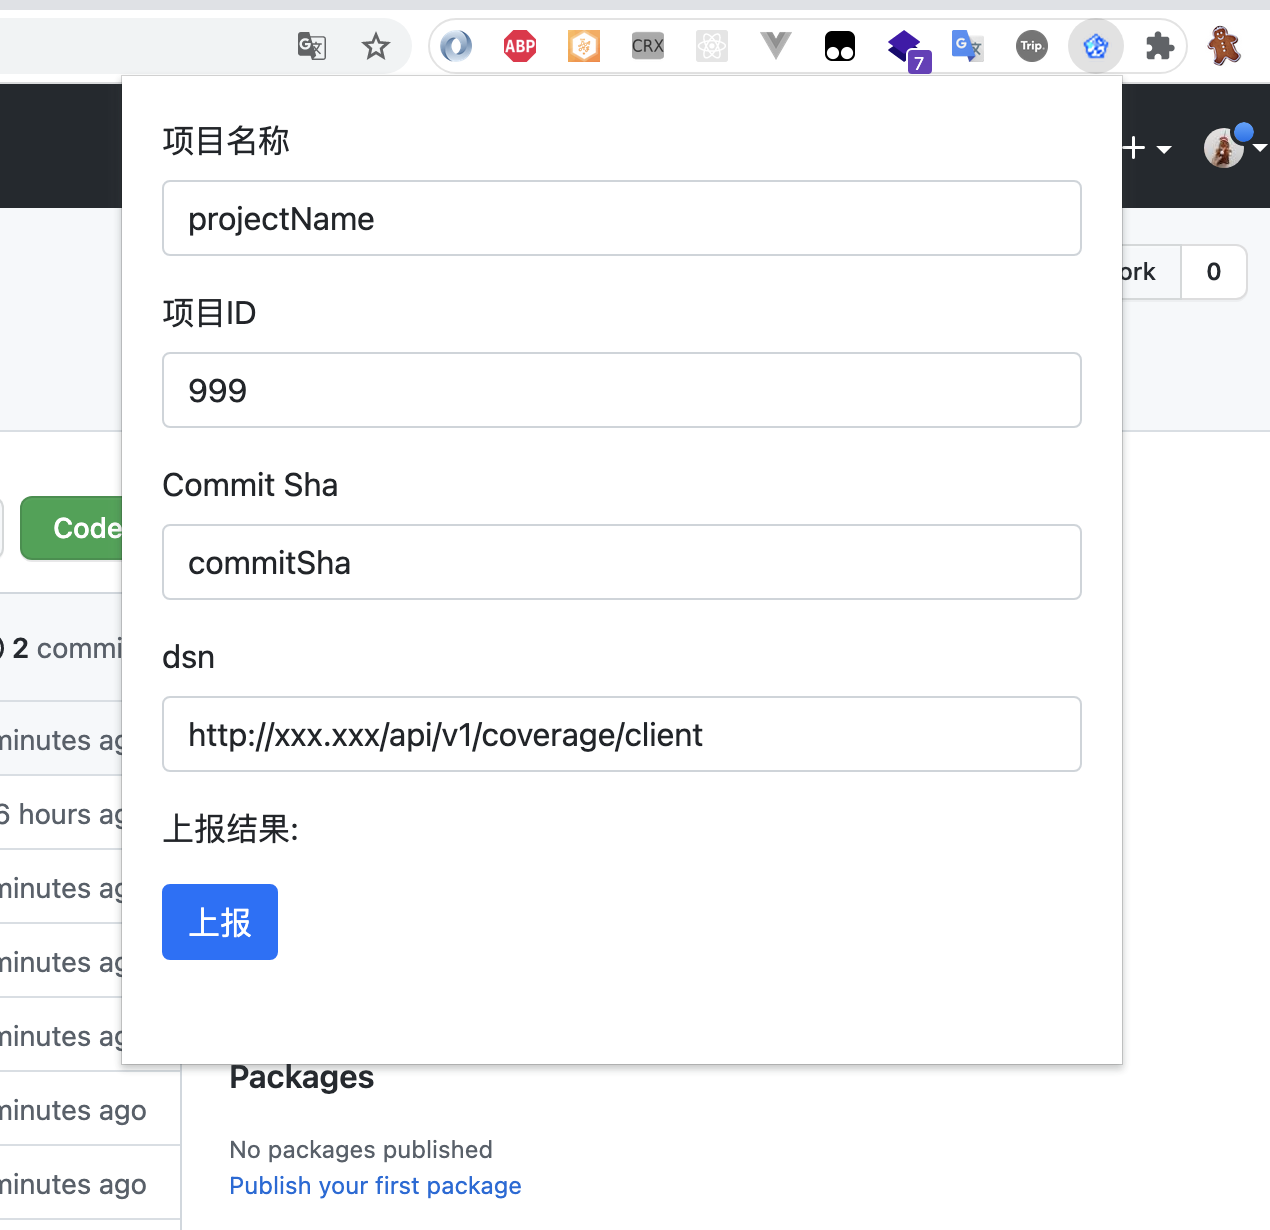 ABP
CRX
7
G
Trip.
项目名称
projectName
ork
0
项目ID
999
Commit Sha
Code
commitSha
2 commi
dsn
minutes ag
http://xxx.xxx/api/v1/coverage/client
6 hours ag
上报结果:
minutes ag
上报
minutes ag
minutes ag
Packages
minutes ago
No packages published
minutes ago
Publish your first package